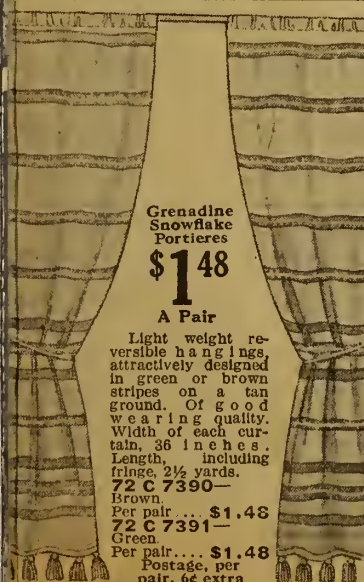 Grenadine
Snowflake
Portieres
$1 48
A Pair
Light weight re-
versible hangings,
attractively designed
in green or brown
stripes on a tan
ground. Of good
wearing quality.
Width of each cur-
tain, 36 inches.
Length, including
fringe, 2½ yards.
72 C 7390—
Brown.
Per pair.... $1.48
72 C 7391—
Green.
Per pair.... $1.48
Postage, per
pair, 6¢ extra